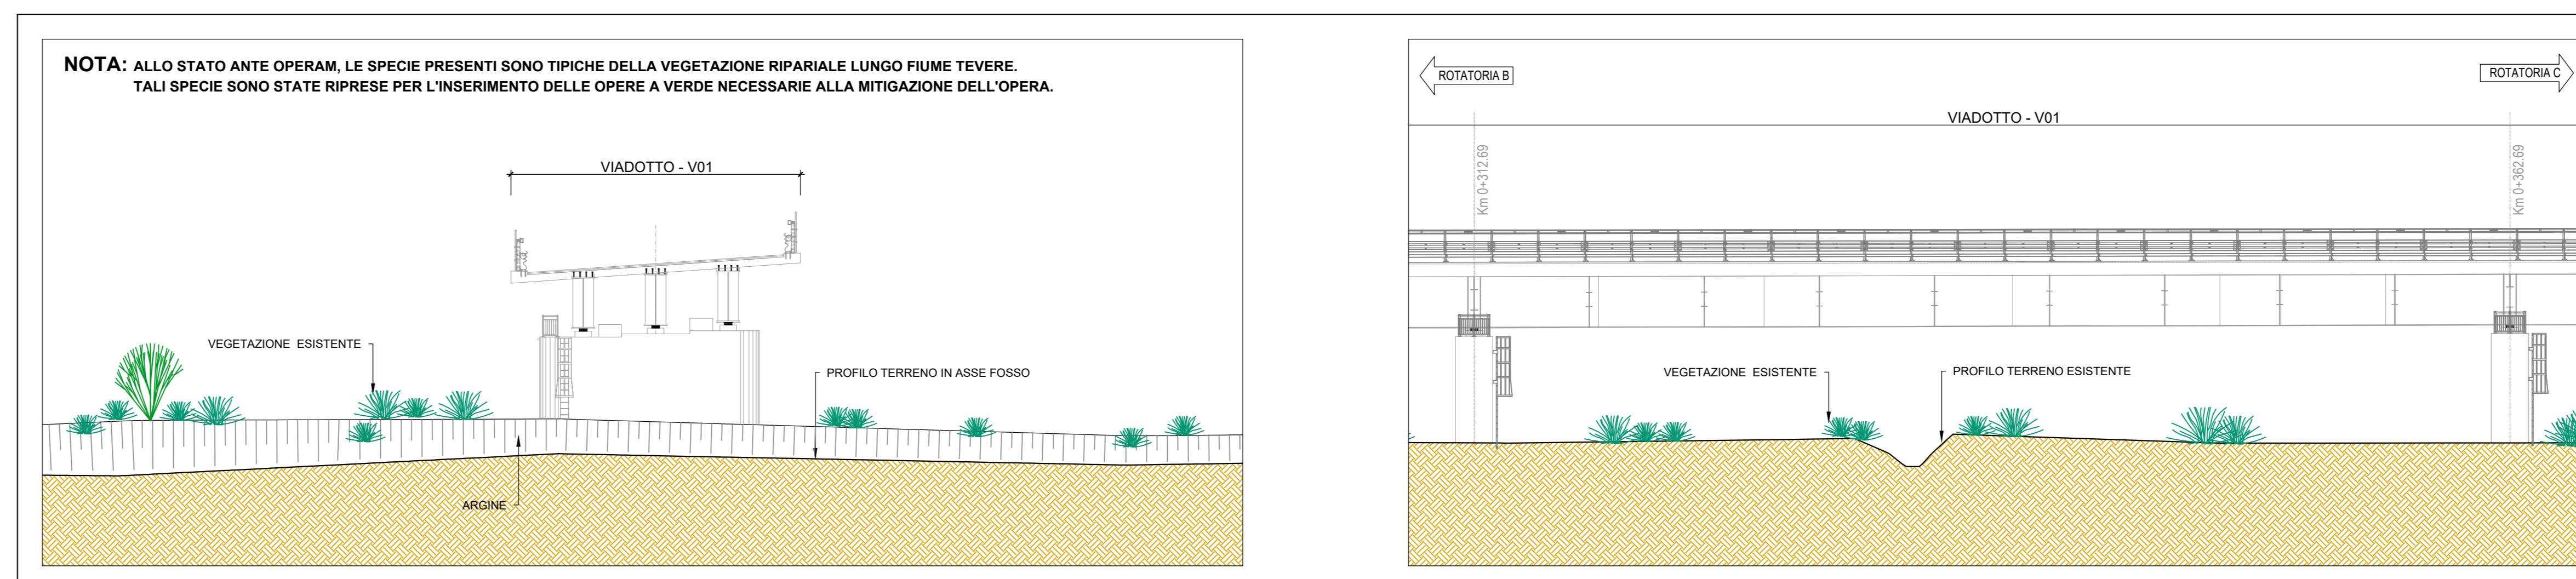 NOTA: ALLO STATO ANTE OPERAM, LE SPECIE PRESENTI SONO TIPICHE DELLA VEGETAZIONE RIPARIALE LUNGO FIUME TEVERE.
TALI SPECIE SONO STATE RIPRESE PER L'INSERIMENTO DELLE OPERE A VERDE NECESSARIE ALLA MITIGAZIONE DELL'OPERA.
VIADOTTO - V01
VEGETAZIONE ESISTENTE
PROFILO TERRENO IN ASSE FOSSO
ARGINE
ROTATORIA B
ROTATORIA C
VIADOTTO - V01
Km 0+312.69
Km 0+362.69
VEGETAZIONE ESISTENTE
PROFILO TERRENO ESISTENTE